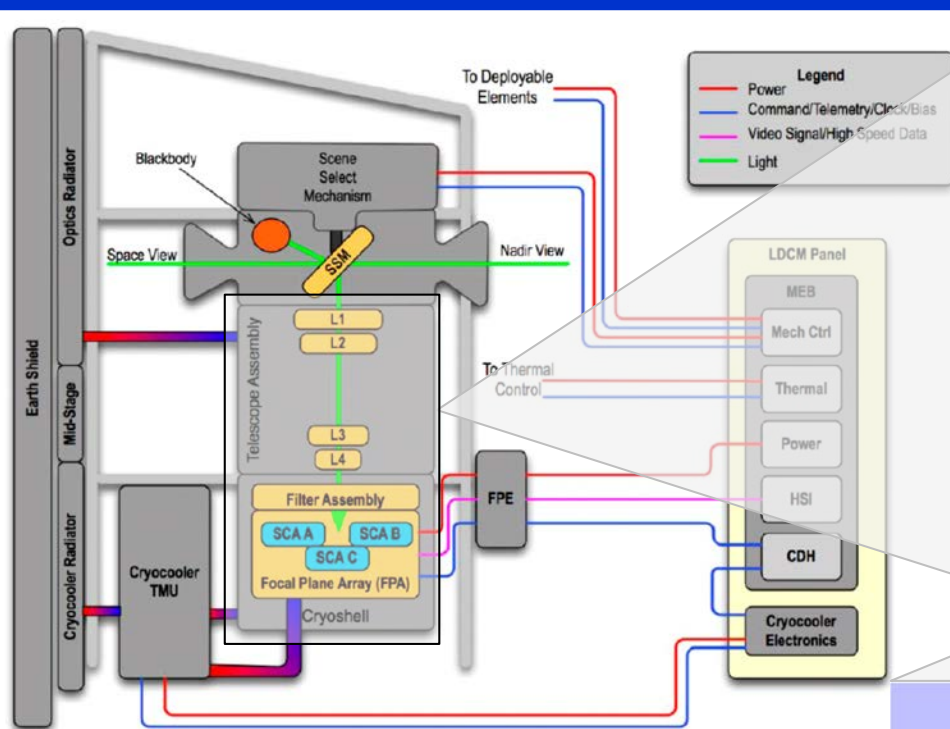 To Deployable
Elements
Legend
Power
Command/Telemetry/Clock/Bias
Video Signal/High Speed Data
Light
Earth Shield
Optics Radiator
Mid-Stage
Cryocooler Radiator
Blackbody
Scene
Select
Mechanism
Space View
SSM
Nadir View
Telescope Assembly
L1
L2
L3
L4
Filter Assembly
SCA A
SCA B
SCA C
Focal Plane Array (FPA)
Cryoshell
Cryocooler
TMU
To Thermal
Control
FPE
LDCM Panel
MEB
Mech Ctrl
Thermal
Power
HSI
CDH
Cryocooler
Electronics